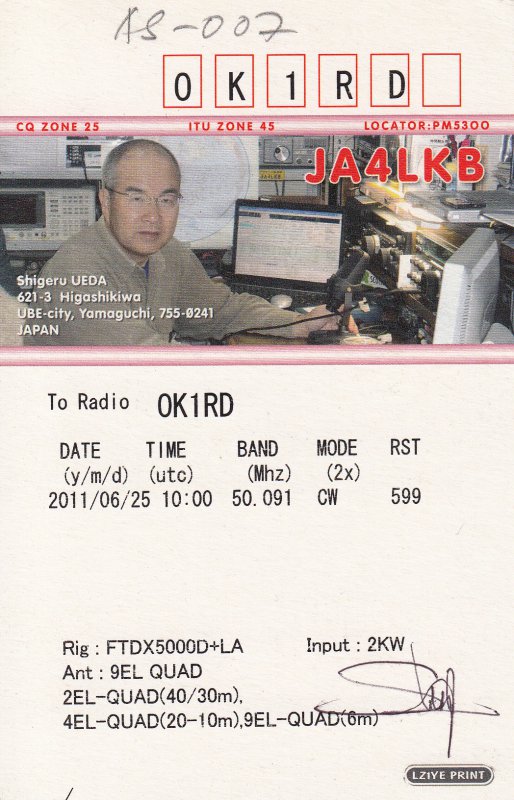 AS-007
OK1RD
CQ ZONE 25 ITU ZONE 45 LOCATOR:PM5300
JA4LKB
Shigeru UEDA
621-3 Higashikiwa
UBE-city, Yamaguchi, 755-0241
JAPAN
To Radio OK1RD
DATE TIME BAND MODE RST
(y/m/d) (utc) (Mhz) (2x)
2011/06/25 10:00 50.091 CW 599
Rig : FTDX5000D+LA Input : 2KW
Ant : 9EL QUAD
2EL-QUAD(40/30m),
4EL-QUAD(20-10m),9EL-QUAD(6m)
LZ1YE PRINT